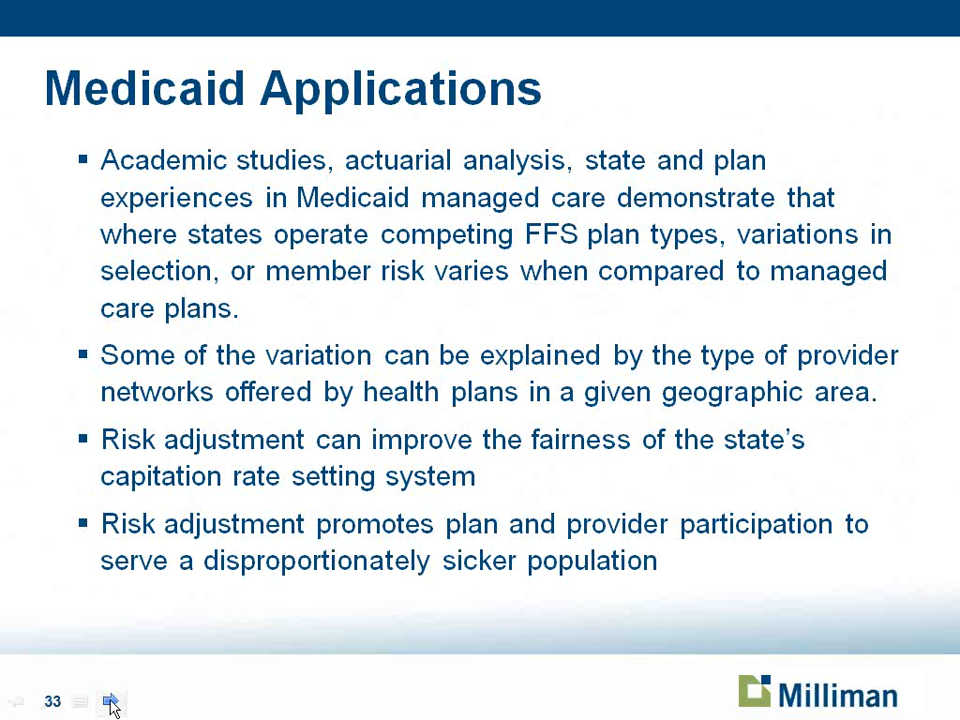 Medicaid Applications
▪ Academic studies, actuarial analysis, state and plan
experiences in Medicaid managed care demonstrate that
where states operate competing FFS plan types, variations in
selection, or member risk varies when compared to managed
care plans.
▪ Some of the variation can be explained by the type of provider
networks offered by health plans in a given geographic area.
▪ Risk adjustment can improve the fairness of the state’s
capitation rate setting system
▪ Risk adjustment promotes plan and provider participation to
serve a disproportionately sicker population
33
Milliman